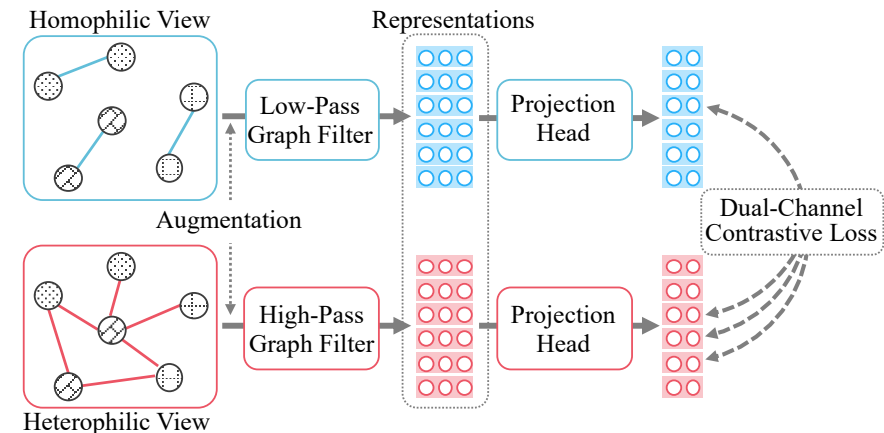 Homophilic View
Representations
Low-Pass
Graph Filter
Projection
Head
Augmentation
Dual-Channel
Contrastive Loss
High-Pass
Graph Filter
Projection
Head
Heterophilic View